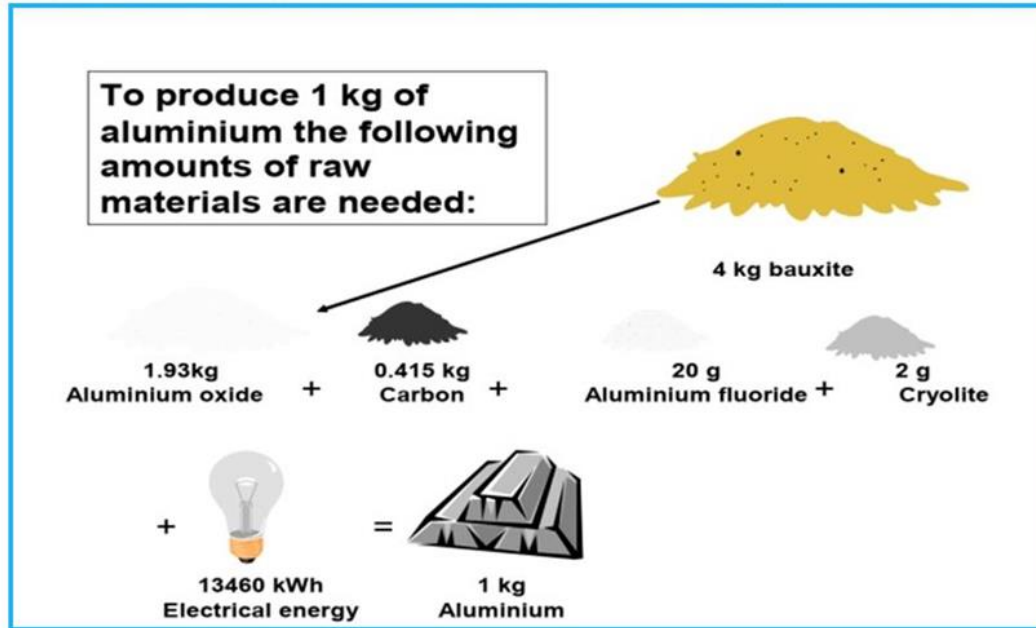 To produce 1 kg of
aluminium the following
amounts of raw
materials are needed:
4 kg bauxite
1.93kg
Aluminium oxide
+
0.415 kg
Carbon
+
20 g
Aluminium fluoride
+
2 g
Cryolite
+
13460 kWh
Electrical energy
=
1 kg
Aluminium